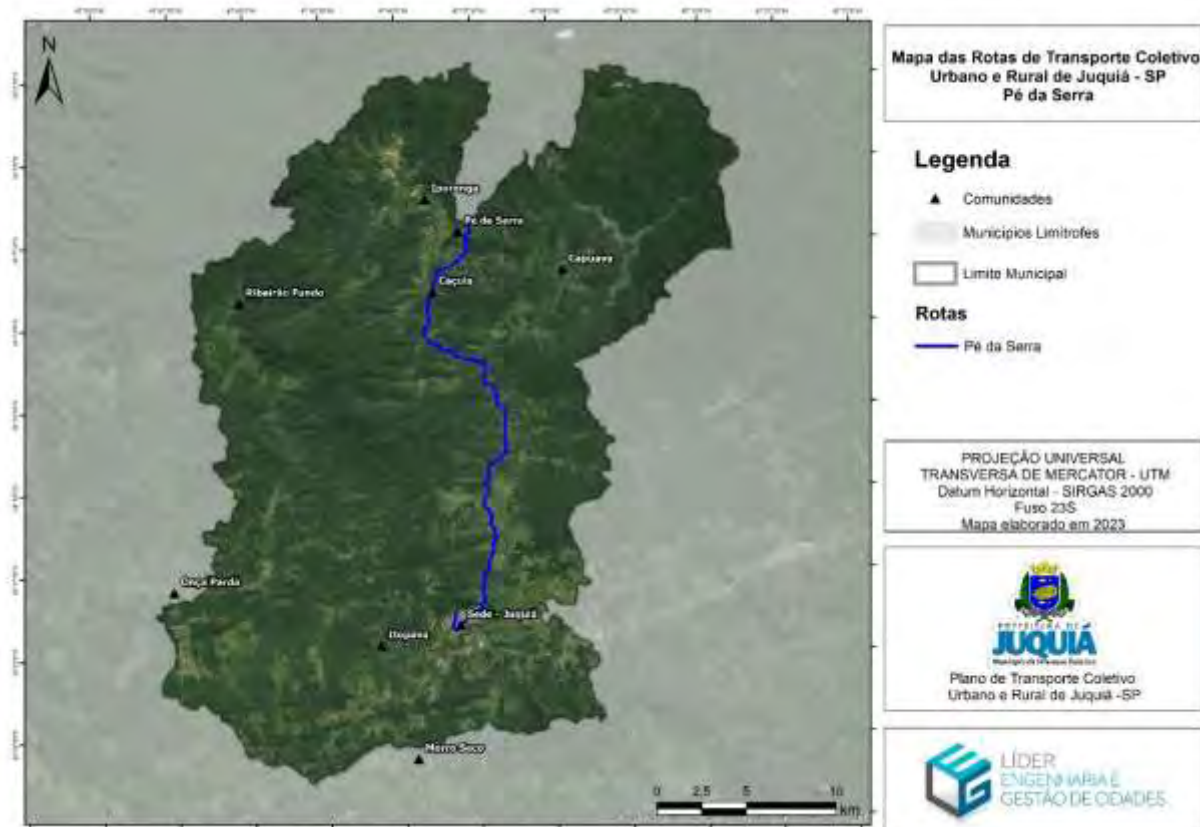 Mapa das Rotas de Transporte Coletivo
Urbano e Rural de Juquiá - SP
Pé da Serra
N
Legenda
Comunidades
Municípios Limítrofes
Limite Municipal
Rotas
Pé da Serra
Iporanga
Pé da Serra
Capuava
Caçula
Ribeirão Fundo
Onça Parda
Sede - Juquiá
Morro Seco
0 2,5 5 10
km
PROJEÇÃO UNIVERSAL
TRANSVERSA DE MERCATOR - UTM
Datum Horizontal - SIRGAS 2000
Fuso 23S
Mapa elaborado em 2023
PREFEITURA DE
JUQUIÁ
Plano de Transporte Coletivo
Urbano e Rural de Juquiá -SP
LÍDER
ENGENHARIA E
GESTÃO DE CIDADES